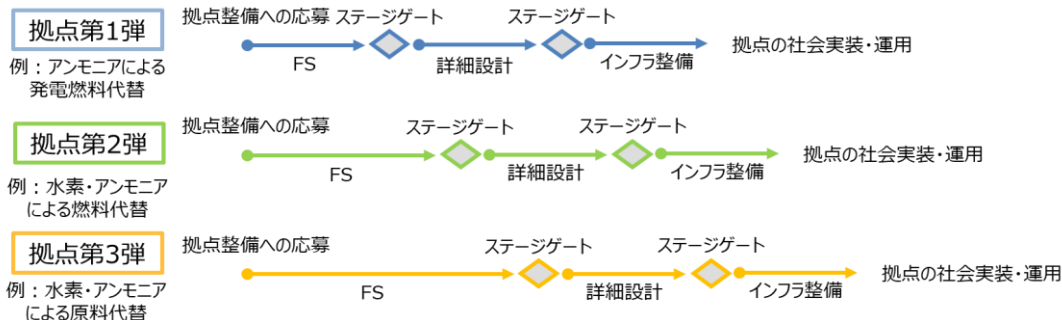 拠点第1弾
例：アンモニアによる
発電燃料代替
拠点整備への応募
ステージゲート
ステージゲート
FS
詳細設計
インフラ整備
拠点の社会実装・運用
拠点第2弾
例：水素・アンモニア
による燃料代替
拠点整備への応募
ステージゲート
ステージゲート
FS
詳細設計
インフラ整備
拠点の社会実装・運用
拠点第3弾
例：水素・アンモニア
による原料代替
拠点整備への応募
ステージゲート
ステージゲート
FS
詳細設計
インフラ整備
拠点の社会実装・運用